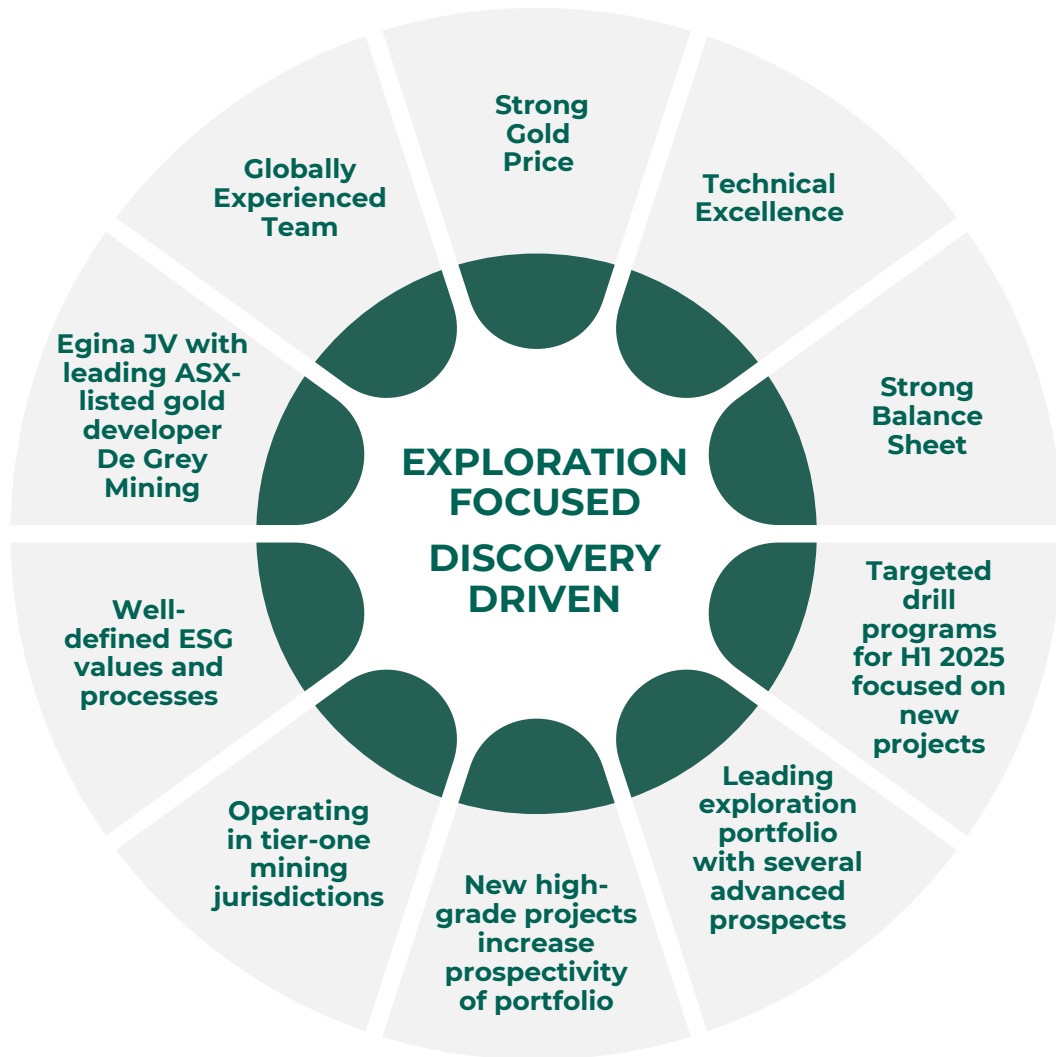 Strong
Gold
Price
Technical
Excellence
Strong
Balance
Sheet
Targeted
drill
programs
for H1 2025
focused on
new
projects
Leading
exploration
portfolio
with several
advanced
prospects
New high-
grade projects
increase
prospectivity
of portfolio
Operating
in tier-one
mining
jurisdictions
Well-
defined ESG
values and
processes
Egina JV with
leading ASX-
listed gold
developer
De Grey
Mining
Globally
Experienced
Team
EXPLORATION
FOCUSED
DISCOVERY
DRIVEN